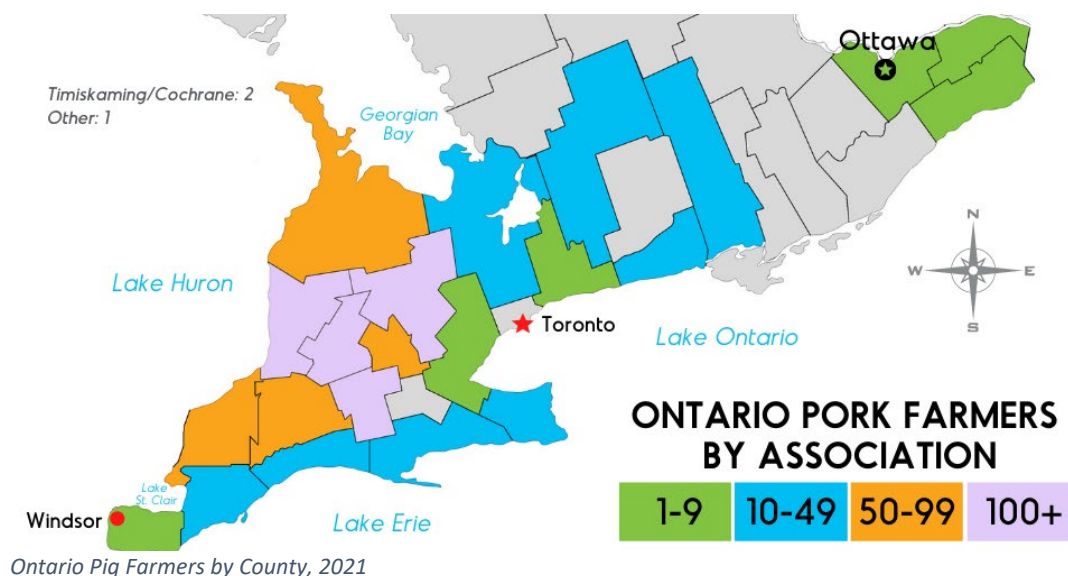 Ottawa
Timiskaming/Cochrane: 2
Other: 1
Georgian
Bay
N
W
E
S
Lake Huron
Toronto
Lake Ontario
ONTARIO PORK FARMERS
BY ASSOCIATION
1-9
10-49
50-99
100+
Lake
St. Clair
Windsor
Lake Erie
Ontario Pig Farmers by County, 2021